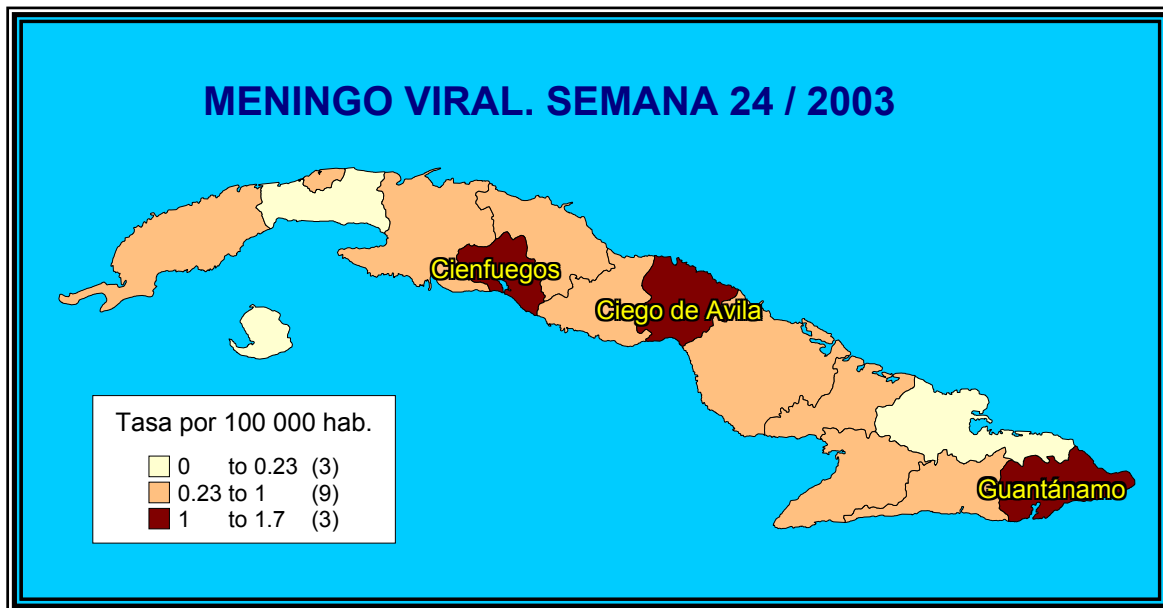 MENINGO VIRAL. SEMANA 24 / 2003
Cienfuegos
Ciego de Avila
Guantánamo
Tasa por 100 000 hab.
0 to 0.23 (3)
0.23 to 1 (9)
1 to 1.7 (3)